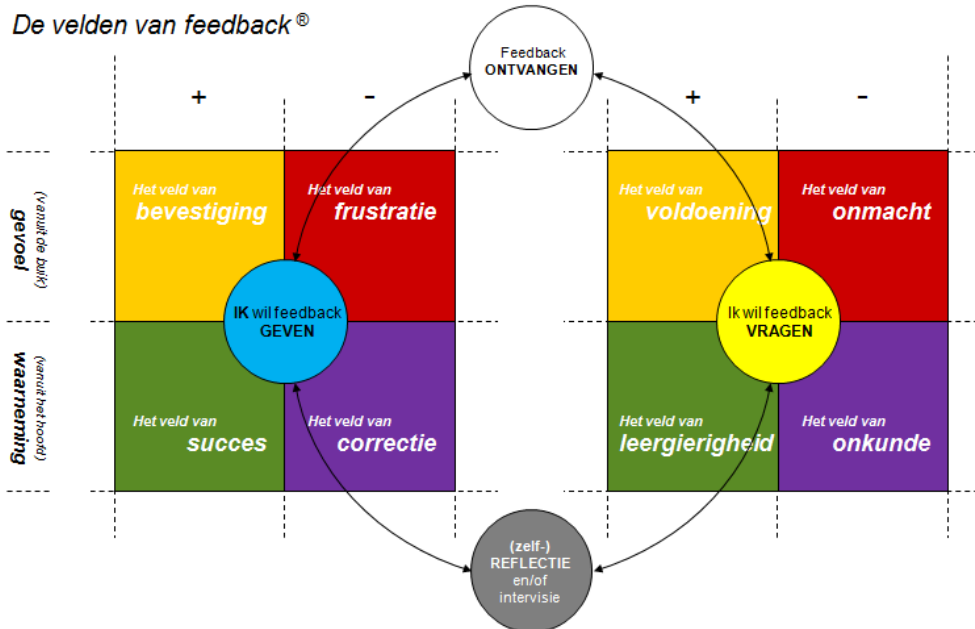 De velden van feedback ®
Feedback
ONTVANGEN
+
-
+
-
gevoel
(vanuit de buik)
waarneming
(vanuit het hoofd)
Het veld van
bevestiging
Het veld van
frustratie
IK wil feedback
GEVEN
Het veld van
succes
Het veld van
correctie
Het veld van
voldoening
Het veld van
onmacht
Ik wil feedback
VRAGEN
Het veld van
leergierigheid
Het veld van
onkunde
(zelf-)
REFLECTIE
en/of
intervisie